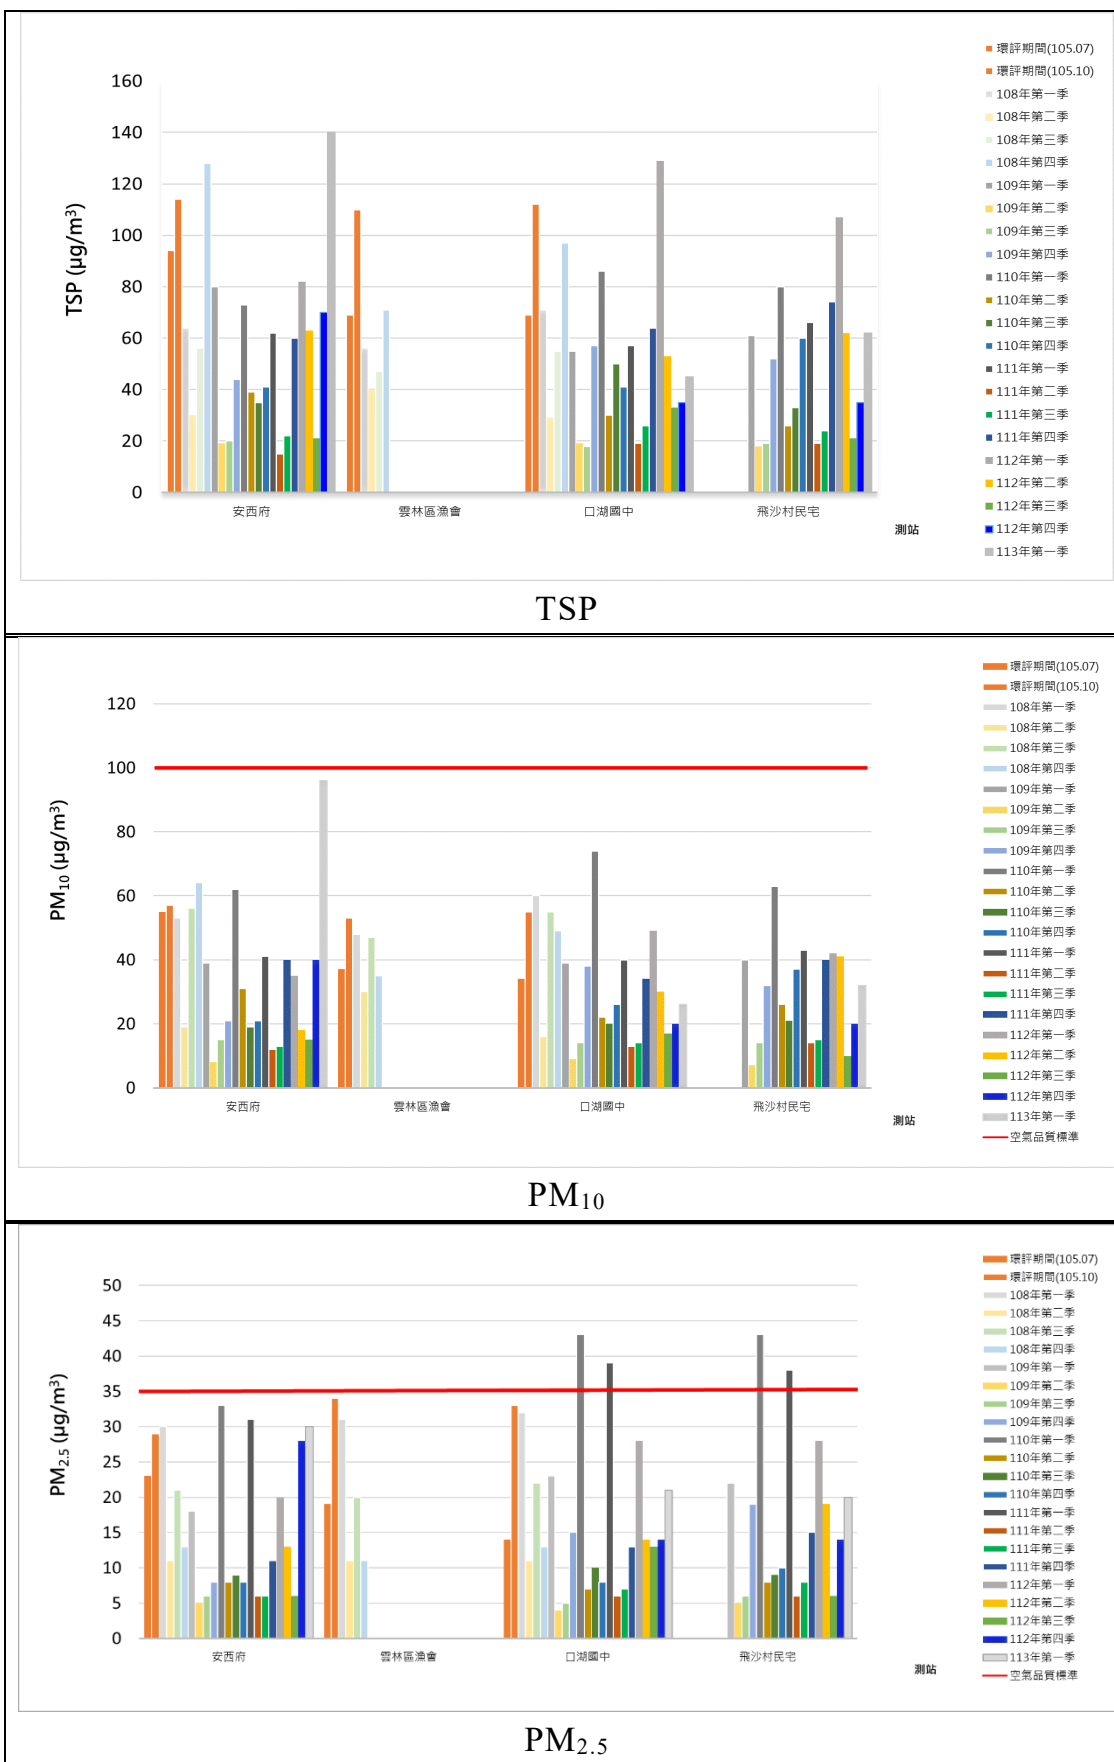 160
140
120
100
80
60
40
20
0
TSP (μg/m³)
安西府
雲林區漁會
口湖國中
飛沙村民宅
測站
環評期間(105.07)
環評期間(105.10)
108年第一季
108年第二季
108年第三季
108年第四季
109年第一季
109年第二季
109年第三季
109年第四季
110年第一季
110年第二季
110年第三季
110年第四季
111年第一季
111年第二季
111年第三季
111年第四季
112年第一季
112年第二季
112年第三季
112年第四季
113年第一季
TSP
120
100
80
60
40
20
0
PM₁₀ (μg/m³)
安西府
雲林區漁會
口湖國中
飛沙村民宅
測站
環評期間(105.07)
環評期間(105.10)
108年第一季
108年第二季
108年第三季
108年第四季
109年第一季
109年第二季
109年第三季
109年第四季
110年第一季
110年第二季
110年第三季
110年第四季
111年第一季
111年第二季
111年第三季
111年第四季
112年第一季
112年第二季
112年第三季
112年第四季
113年第一季
空氣品質標準
PM₁₀
50
45
40
35
30
25
20
15
10
5
0
PM₂.₅ (μg/m³)
安西府
雲林區漁會
口湖國中
飛沙村民宅
測站
環評期間(105.07)
環評期間(105.10)
108年第一季
108年第二季
108年第三季
108年第四季
109年第一季
109年第二季
109年第三季
109年第四季
110年第一季
110年第二季
110年第三季
110年第四季
111年第一季
111年第二季
111年第三季
111年第四季
112年第一季
112年第二季
112年第三季
112年第四季
113年第一季
空氣品質標準
PM₂.₅